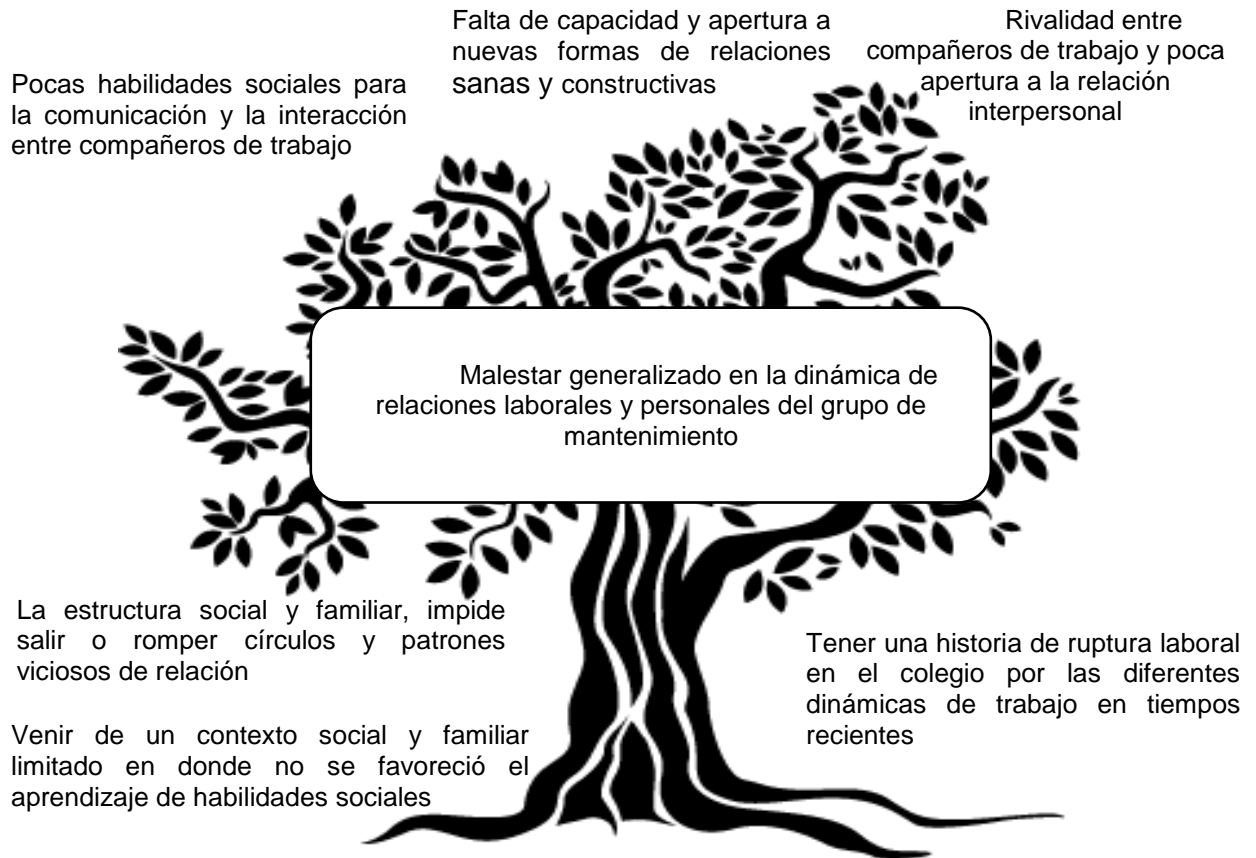 Pocas habilidades sociales para
la comunicación y la interacción
entre compañeros de trabajo
Falta de capacidad y apertura a
nuevas formas de relaciones
sanas y constructivas
Rivalidad entre
compañeros de trabajo y poca
apertura a la relación
interpersonal
Malestar generalizado en la dinámica de
relaciones laborales y personales del grupo de
mantenimiento
La estructura social y familiar, impide
salir o romper círculos y patrones
viciosos de relación
Venir de un contexto social y familiar
limitado en donde no se favoreció el
aprendizaje de habilidades sociales
Tener una historia de ruptura laboral
en el colegio por las diferentes
dinámicas de trabajo en tiempos
recientes